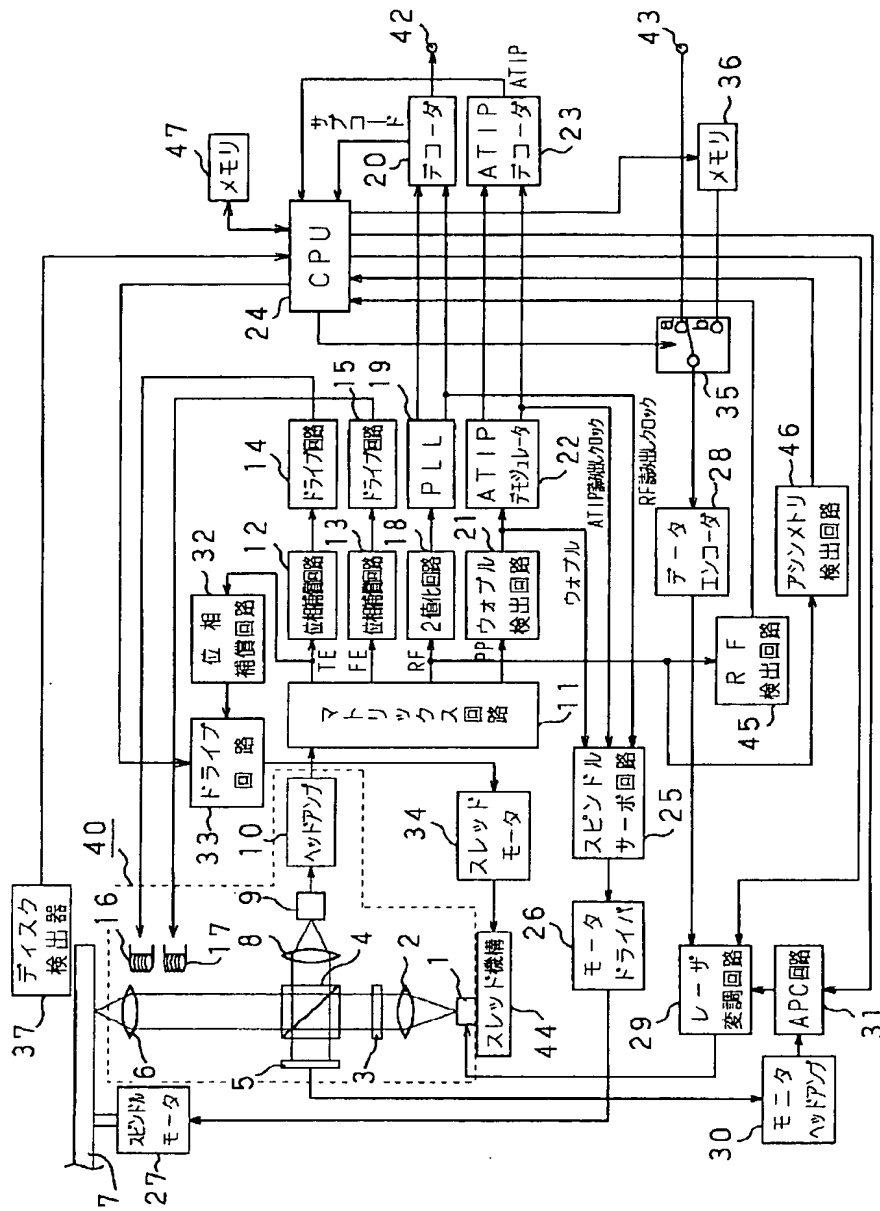 ディスク
検出器
37
40
16
17
6
7
スピンドル
モータ
27
5
4
3
2
1
8
9
ヘッドアンプ
10
スレッド機構
44
スレッド
モータ
34
ドライブ
回路
33
位相
補償回路
32
マトリックス回路
11
TE
FE
RF
PP
位相補償回路
12
位相補償回路
13
2値化回路
18
ウォブル
検出回路
21
ドライブ回路
14
ドライブ回路
15
PLL
19
ATIP
デモジュレータ
22
CPU
24
メモリ
47
サブ
コード
デコーダ
20
42
ATIP
ATIP
デコーダ
23
43
メモリ
36
a
b
35
ウォブル
ATIP読み出しクロック
RF読み出しクロック
スピンドル
サーボ回路
25
モータ
ドライバ
26
データ
エンコーダ
28
RF
検出回路
45
アシンメトリ
検出回路
46
レーザ
変調回路
29
APC回路
31
モニタ
ヘッドアンプ
30